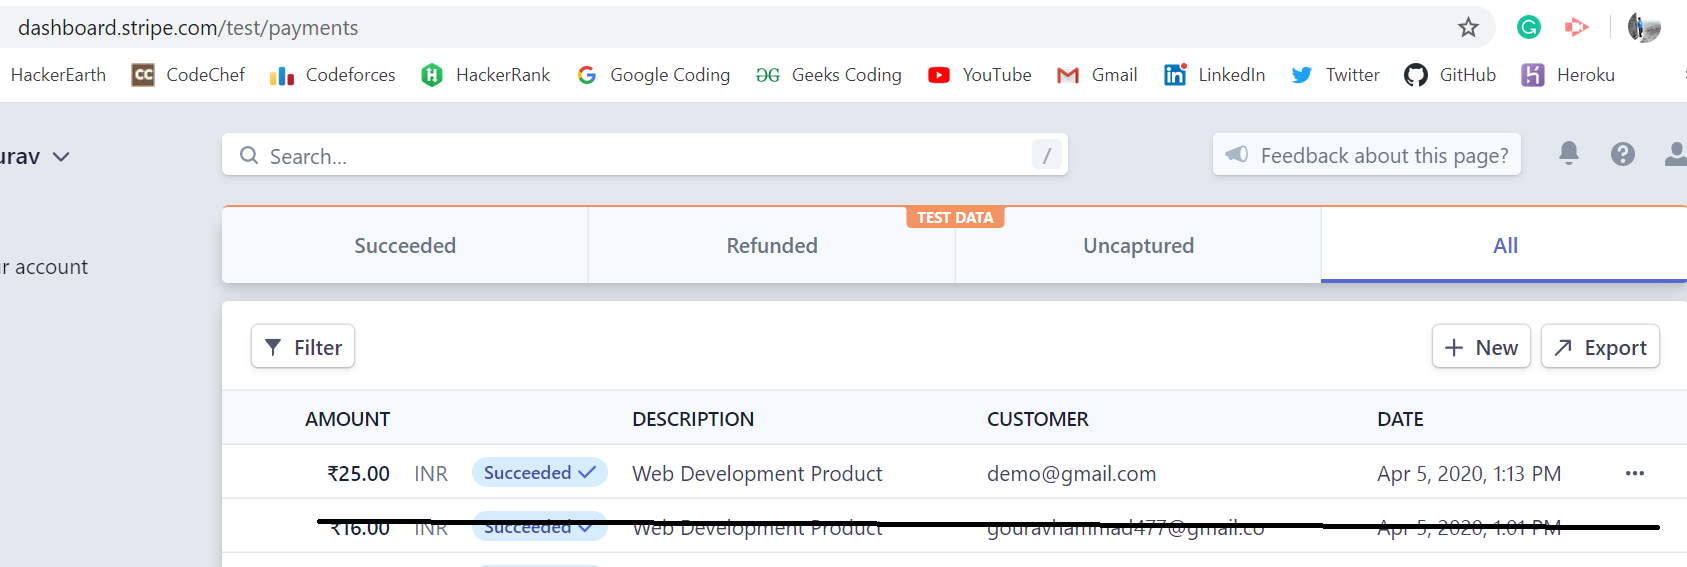 dashboard.stripe.com/test/payments
HackerEarth CodeChef Codeforces HackerRank Google Coding Geeks Coding YouTube Gmail LinkedIn Twitter GitHub Heroku
urav Search... / Feedback about this page?
TEST DATA
Succeeded Refunded Uncaptured All
r account
Filter + New Export
AMOUNT DESCRIPTION CUSTOMER DATE
₹25.00 INR Succeeded Web Development Product demo@gmail.com Apr 5, 2020, 1:13 PM
₹16.00 INR Succeeded Web Development Product gouravhammad477@gmail.co Apr 5, 2020, 1:01 PM